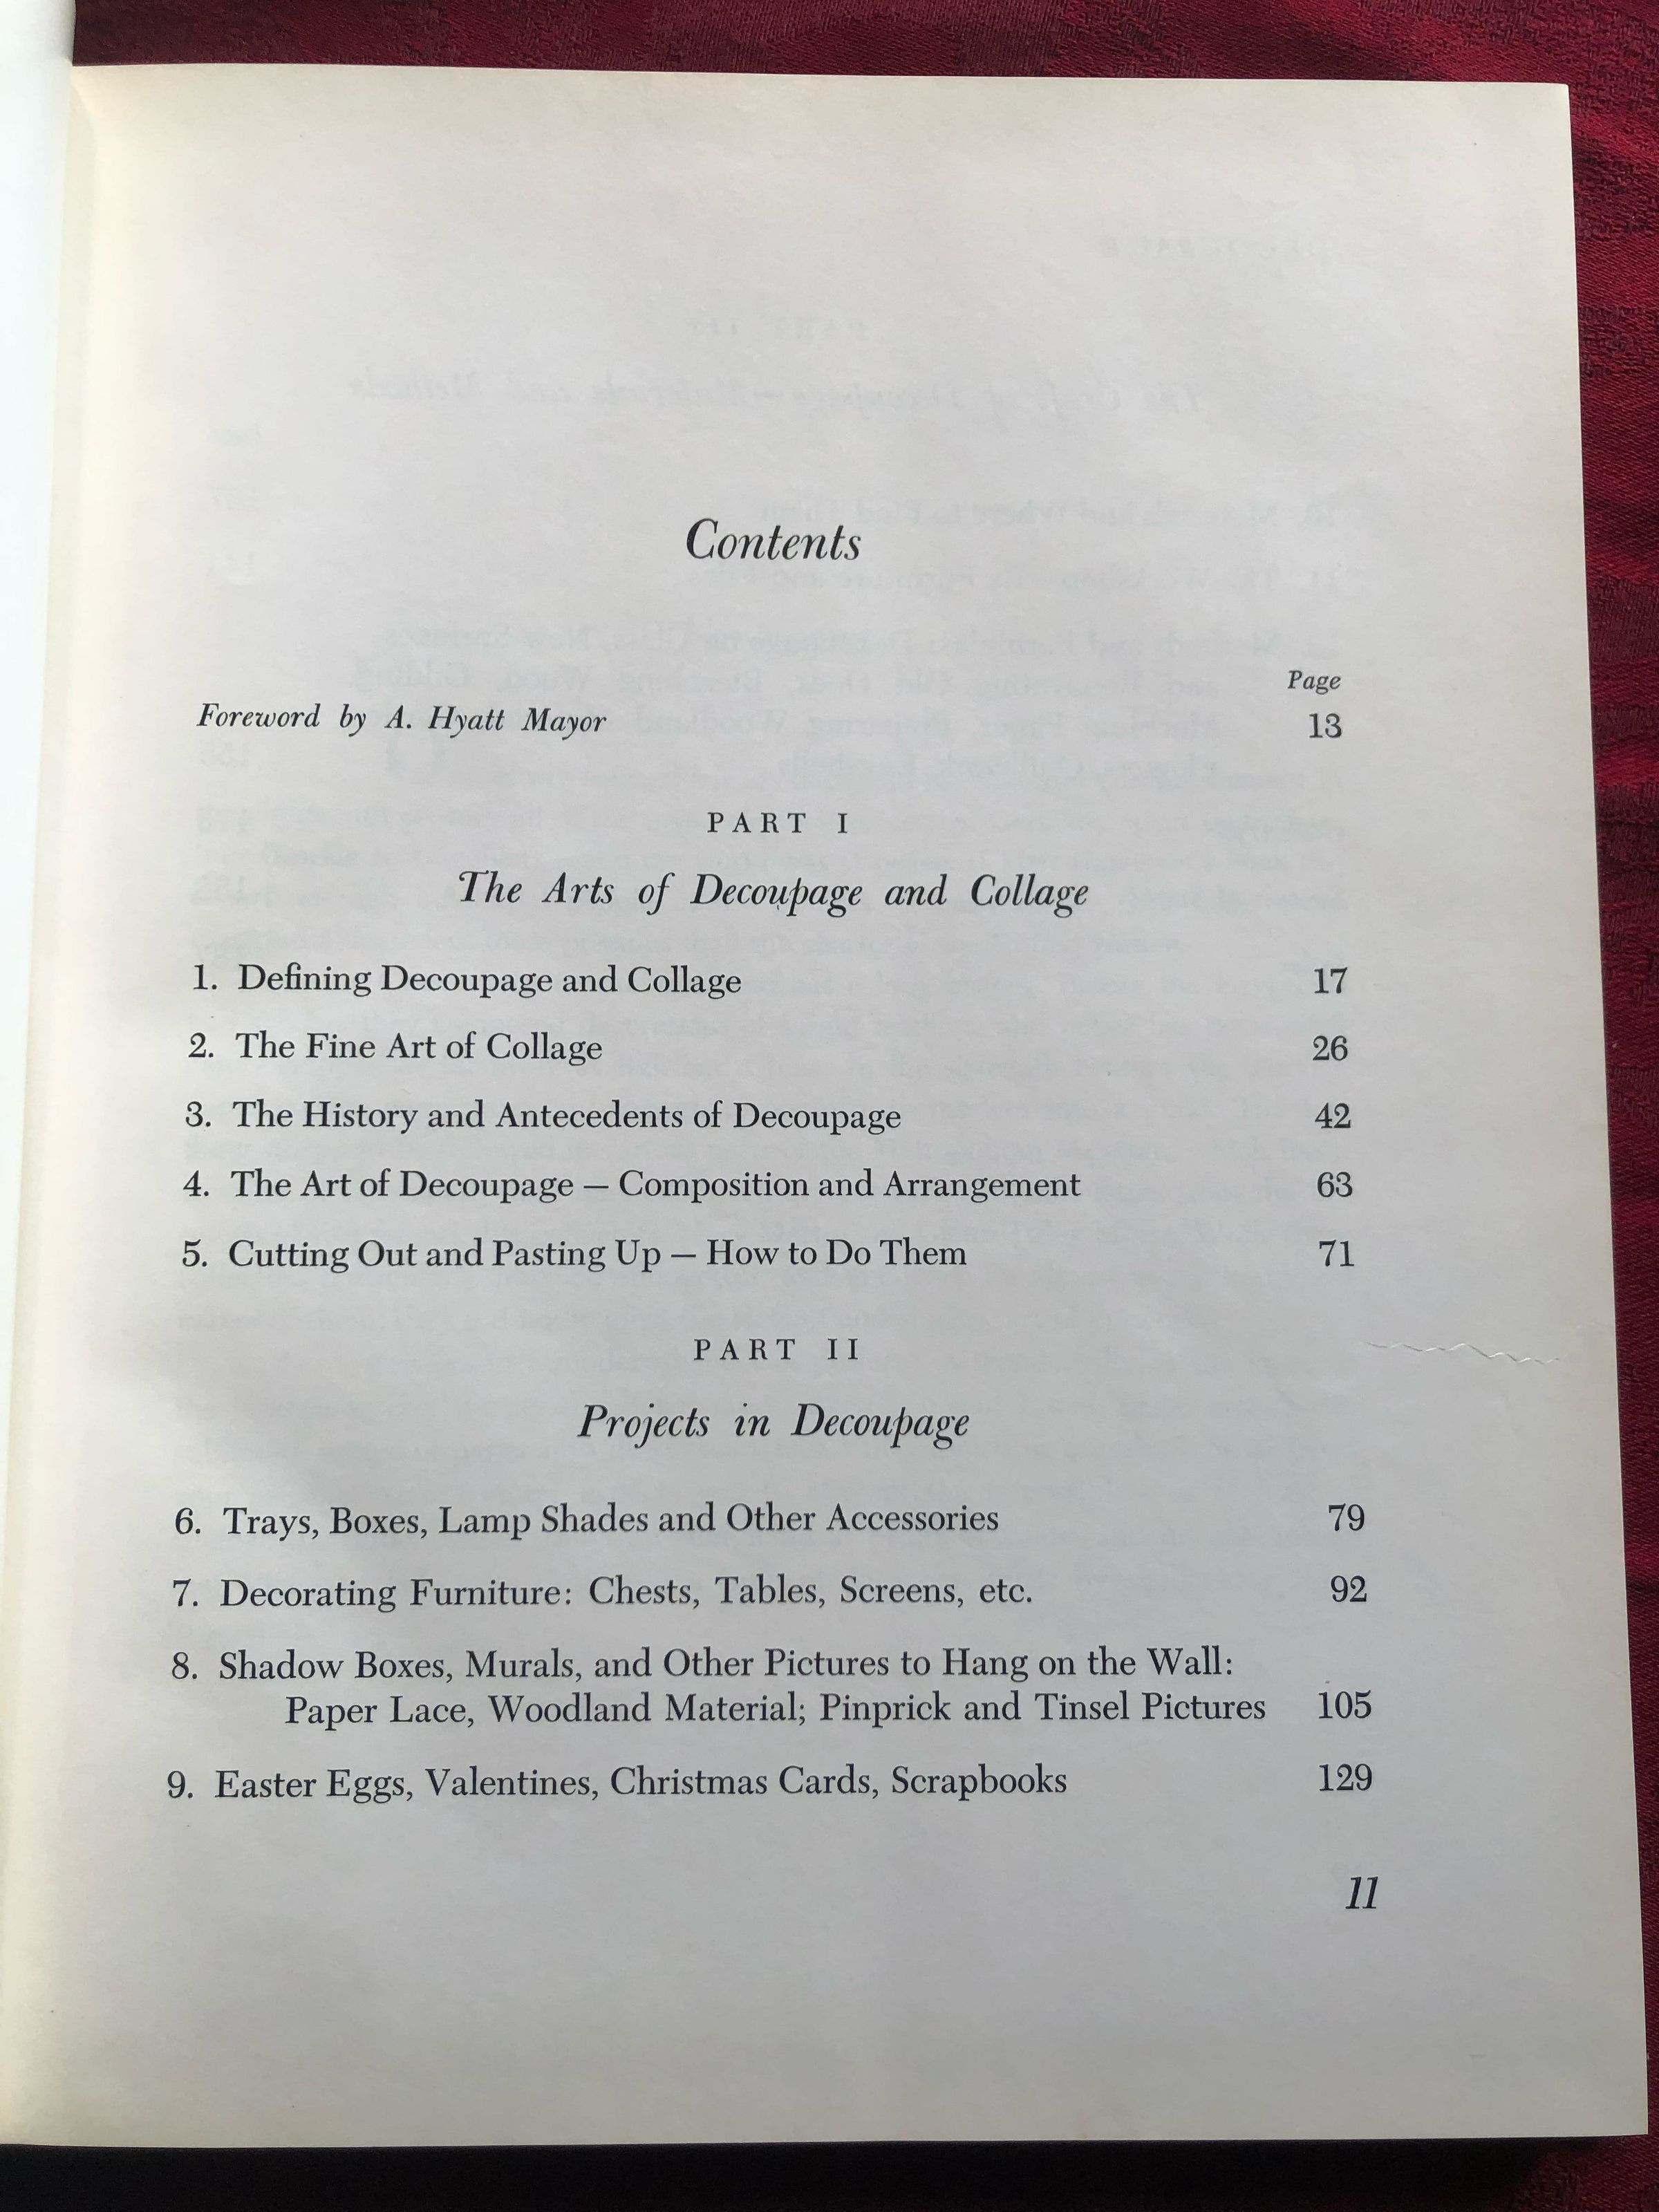 Contents
Page
Foreword by A. Hyatt Mayor 13
PART I
The Arts of Decoupage and Collage
1. Defining Decoupage and Collage 17
2. The Fine Art of Collage 26
3. The History and Antecedents of Decoupage 42
4. The Art of Decoupage — Composition and Arrangement 63
5. Cutting Out and Pasting Up — How to Do Them 71
PART II
Projects in Decoupage
6. Trays, Boxes, Lamp Shades and Other Accessories 79
7. Decorating Furniture: Chests, Tables, Screens, etc. 92
8. Shadow Boxes, Murals, and Other Pictures to Hang on the Wall:
Paper Lace, Woodland Material; Pinprick and Tinsel Pictures 105
9. Easter Eggs, Valentines, Christmas Cards, Scrapbooks 129
11